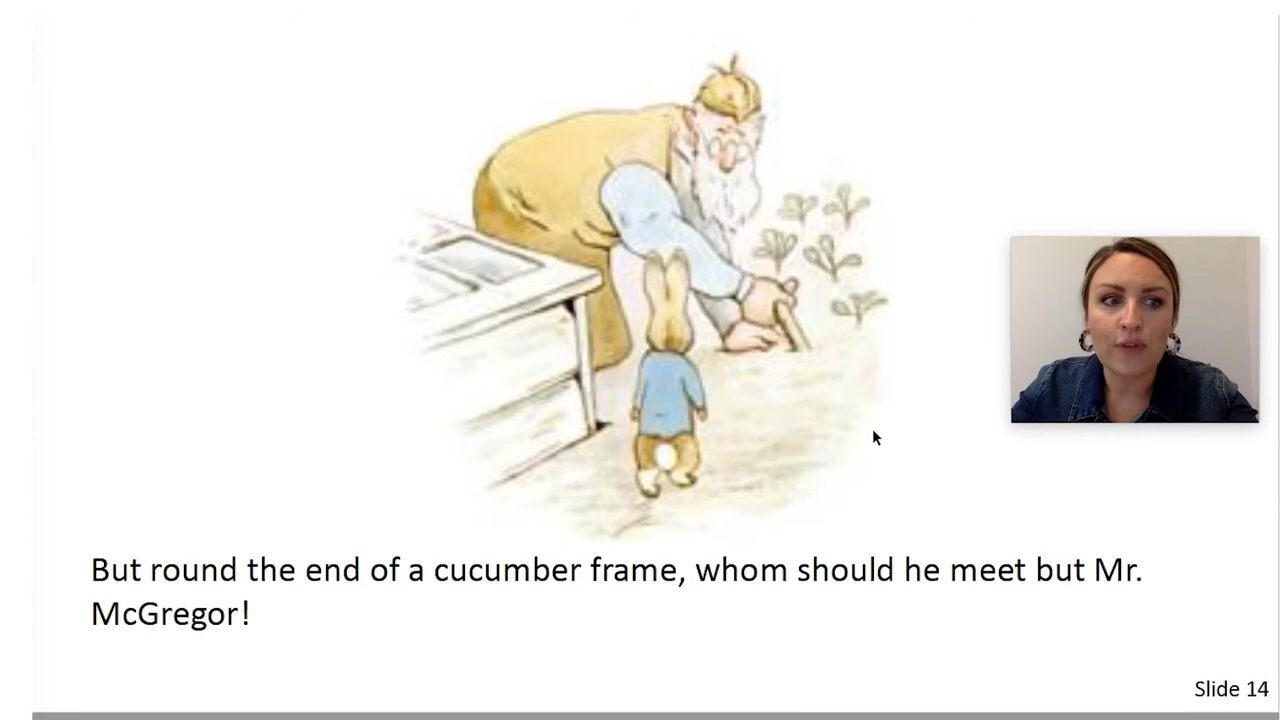 But round the end of a cucumber frame, whom should he meet but Mr.
McGregor!
Slide 14